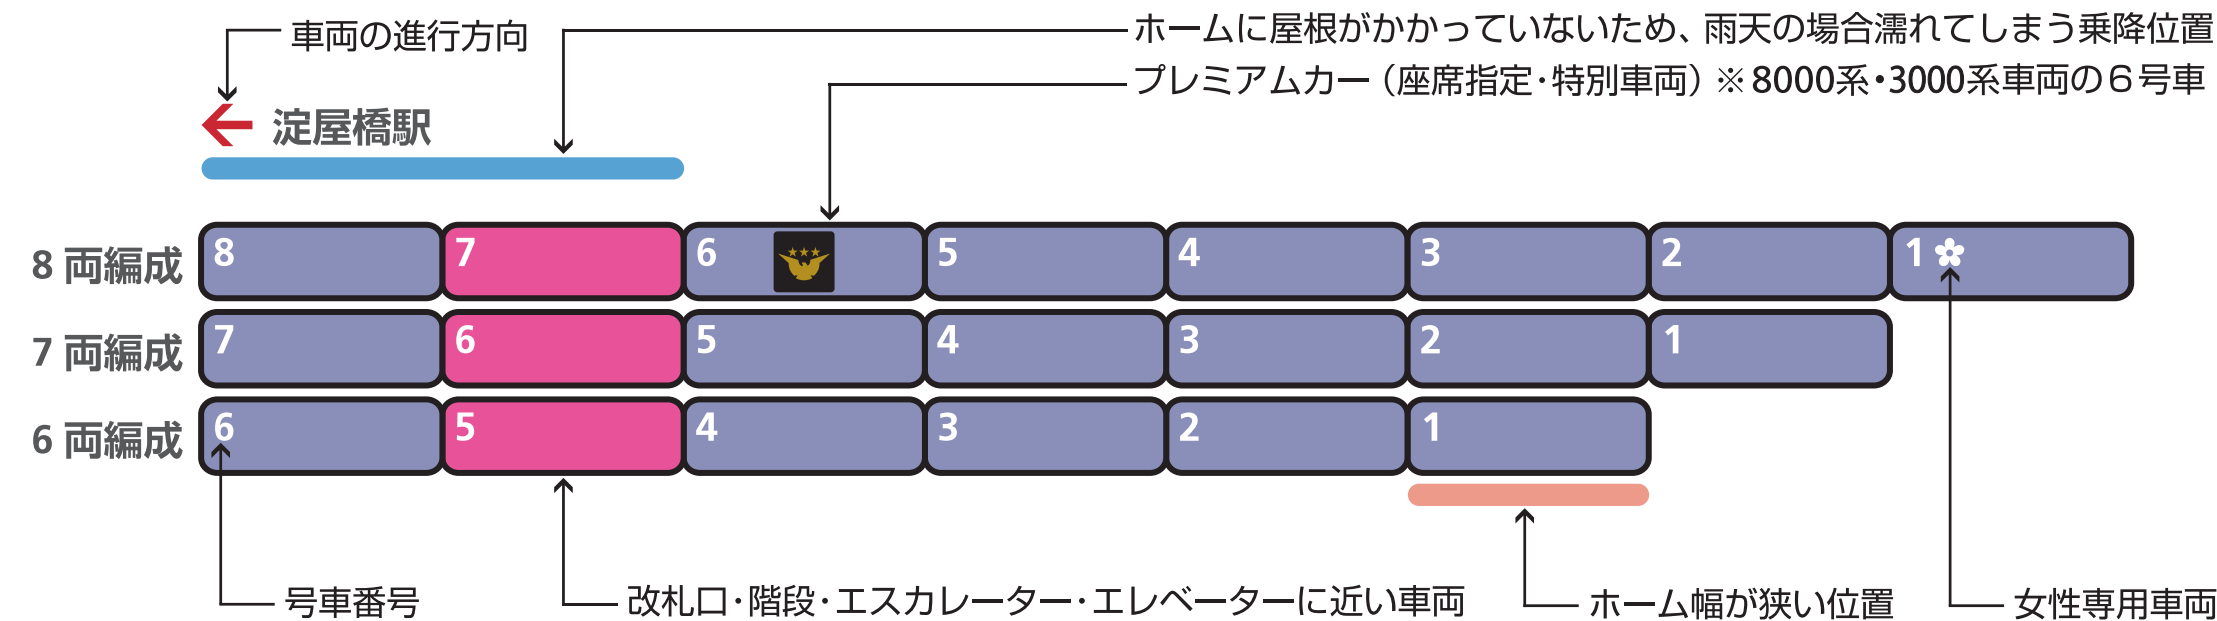 車両の進行方向
ホームに屋根がかかっていないため、雨天の場合濡れてしまう乗降位置
プレミアムカー（座席指定・特別車両）※8000系・3000系車両の６号車
淀屋橋駅
8両編成 8 7 6 5 4 3 2 1
7両編成 7 6 5 4 3 2 1
6両編成 6 5 4 3 2 1
号車番号
改札口・階段・エスカレーター・エレベーターに近い車両
ホーム幅が狭い位置
女性専用車両